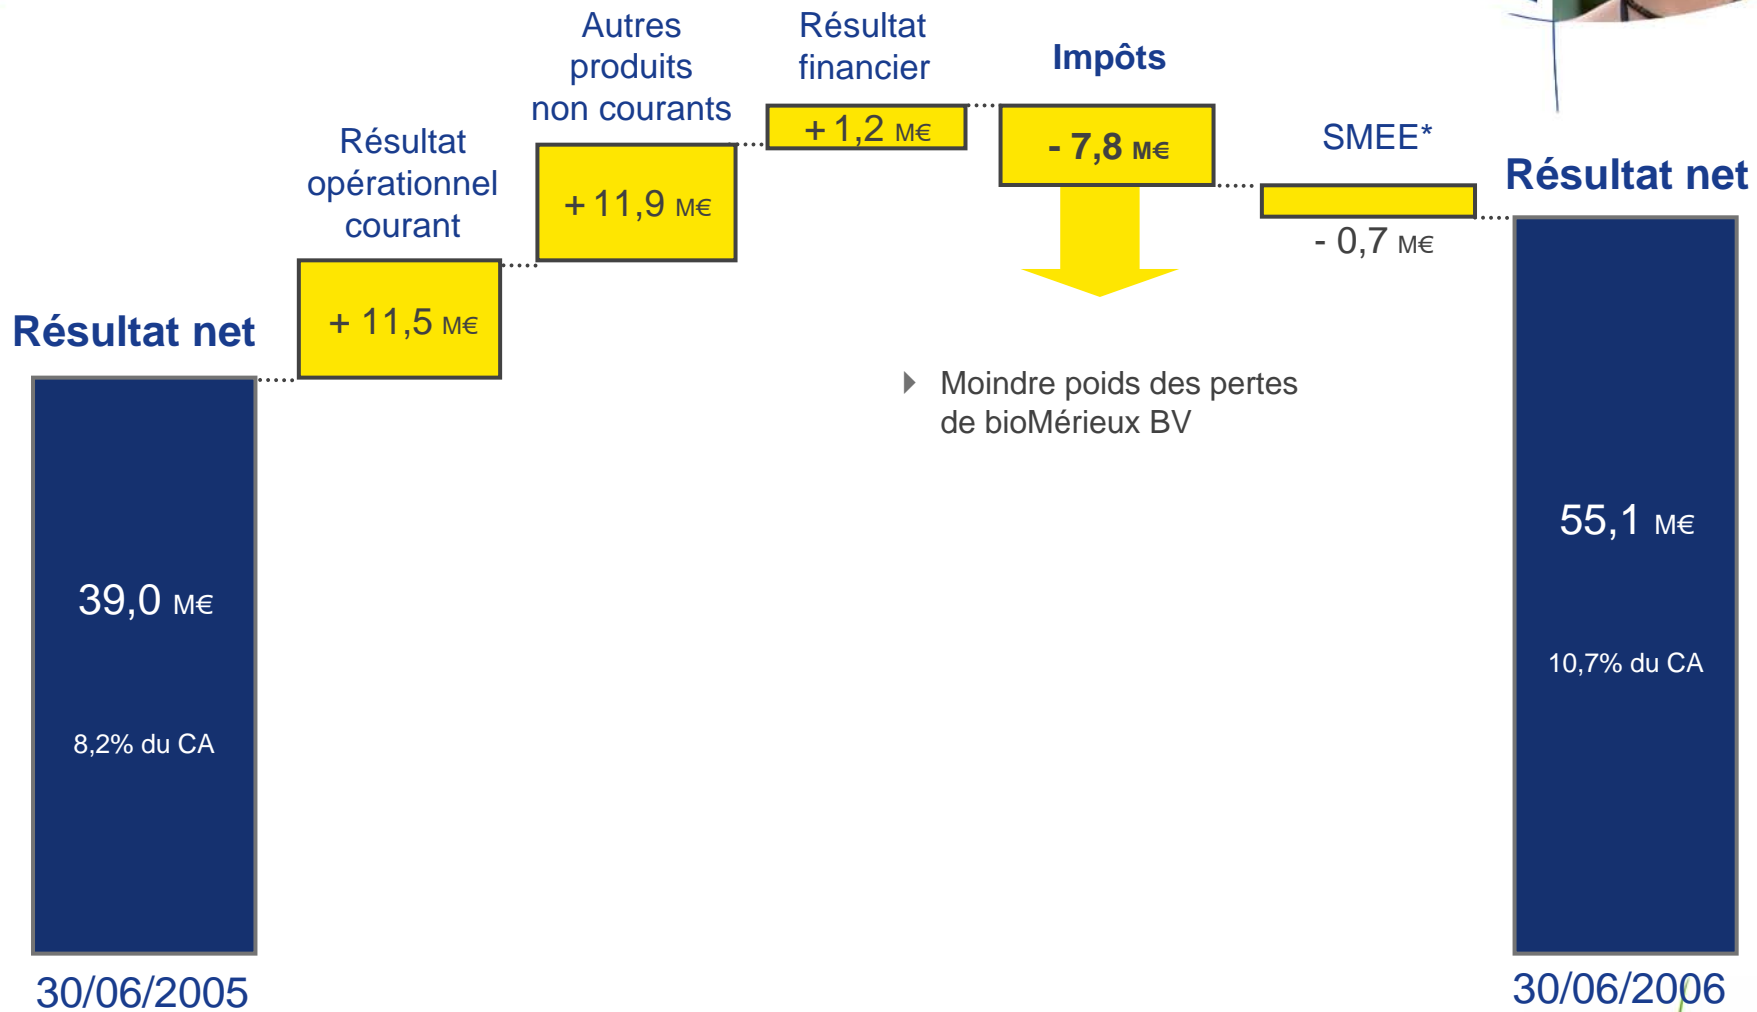 Autres
produits
non courants
Résultat
financier
Impôts
Résultat
opérationnel
courant
SMEE*
Résultat net
+ 1,2 M€
- 7,8 M€
+ 11,9 M€
- 0,7 M€
+ 11,5 M€
Résultat net
Moindre poids des pertes
de bioMérieux BV
39,0 M€
8,2% du CA
55,1 M€
10,7% du CA
30/06/2005
30/06/2006